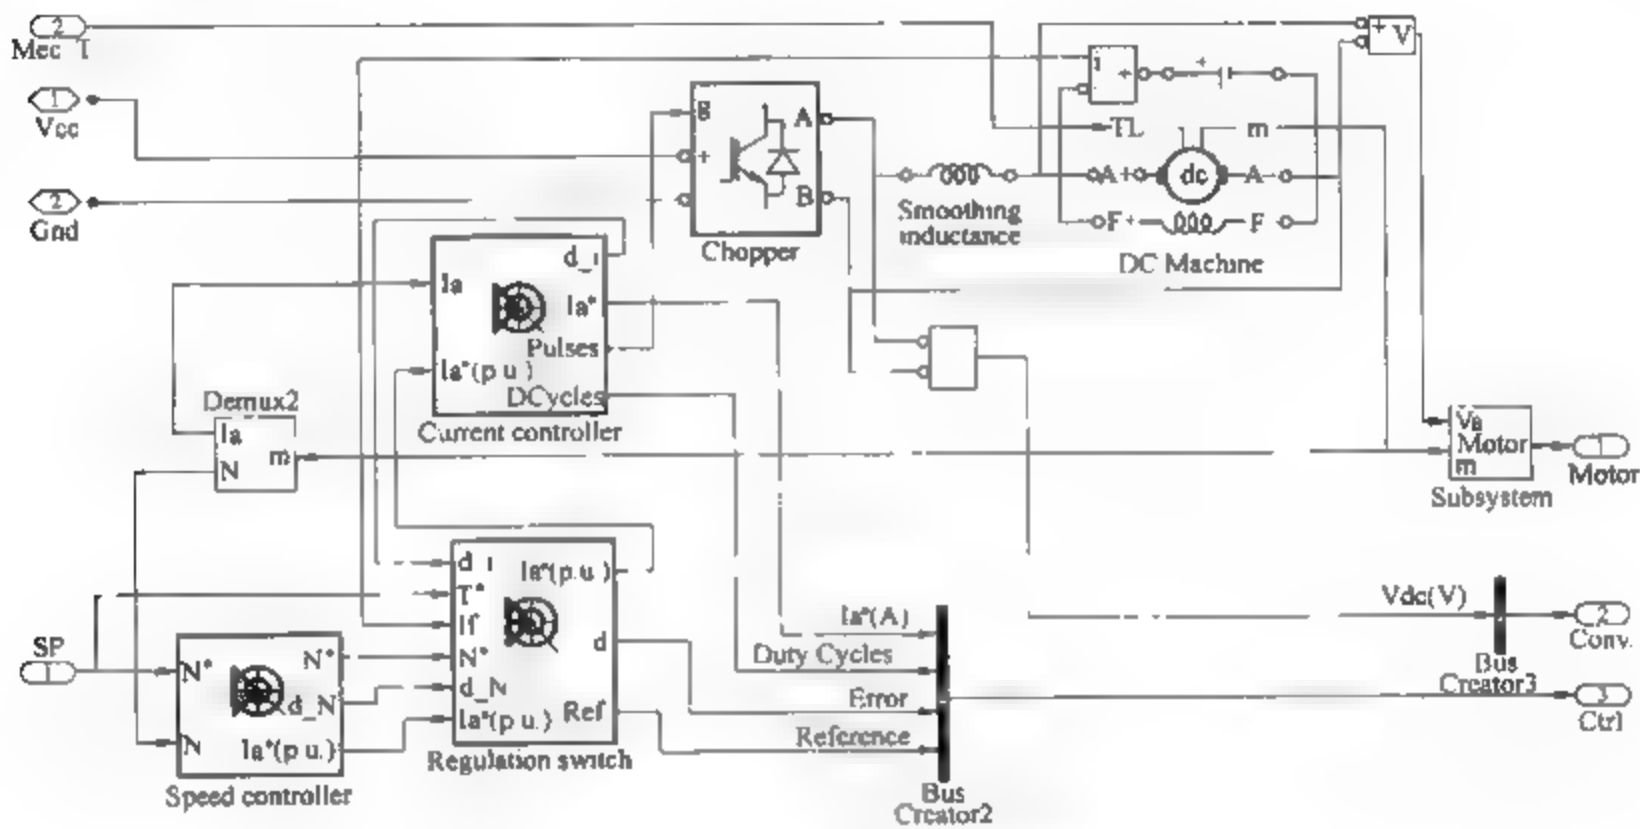 2
Mec_T
1
Vcc
2
Gnd
g
+
A
B
Chopper
Smoothing
inductance
i
+
+
TL
m
A+
dc
A
F+
F
DC Machine
+
V
d_i
Ia
Ia*
Pulses
Ia*(p u )
DCycles
Current controller
Demux2
Ia
N
m
Va
Motor
m
Subsystem
1
Motor
SP
1
N*
N
N*
d_N
Ia*(p u.)
Speed controller
d_i
T*
If
N*
d_N
Ia*(p u.)
Ia*(p.u.)
d
Ref
Regulation switch
Ia*(A)
Duty Cycles
Error
Reference
Bus
Creator2
Vdc(V)
Bus
Creator3
2
Conv.
3
Ctrl